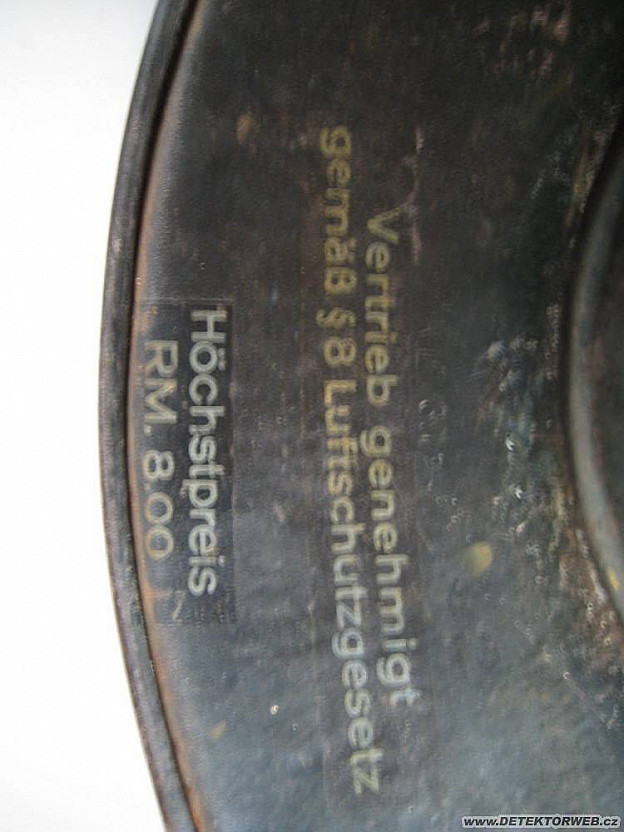 Vertrieb genehmigt
gemäß § 8 Luftschutzgesetz
Höchstpreis
RM. 8.00
www.DETEKTORWEB.cz